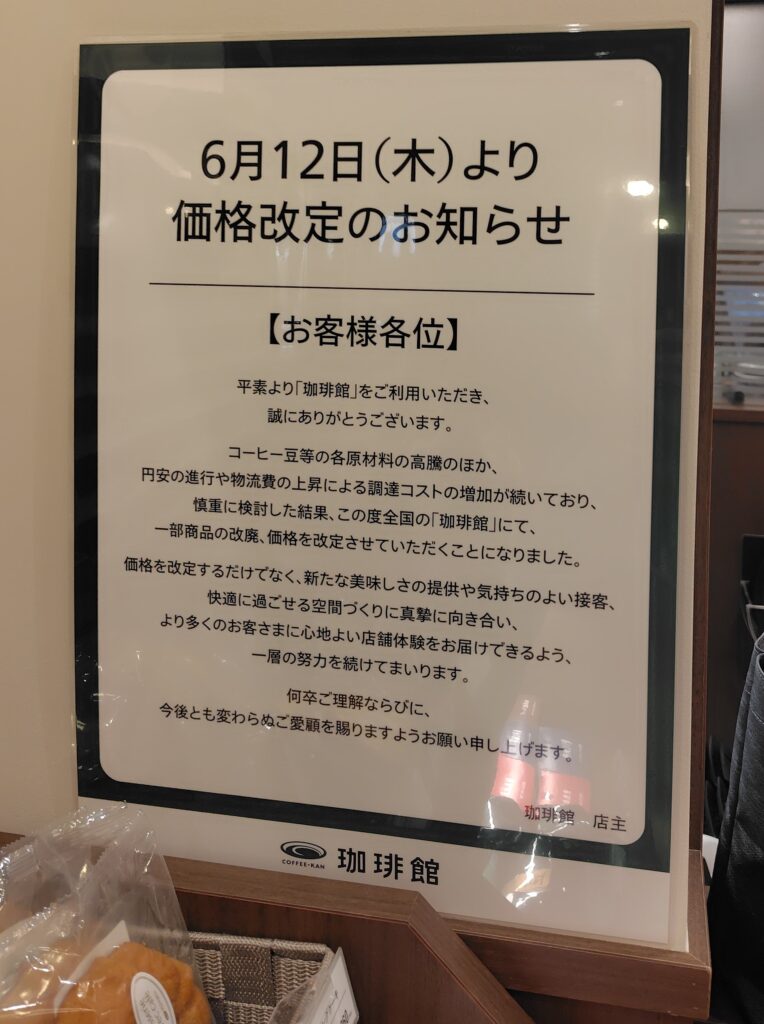 6月12日(木)より
価格改定のお知らせ
【お客様各位】
平素より「珈琲館」をご利用いただき、
誠にありがとうございます。
コーヒー豆等の各原材料の高騰のほか、
円安の進行や物流費の上昇による調達コストの増加が続いており、
慎重に検討した結果、この度全国の「珈琲館」にて、
一部商品の改廃、価格を改定させていただくことになりました。
価格を改定するだけでなく、新たな美味しさの提供や気持ちのよい接客、
快適に過ごせる空間づくりに真摯に向き合い、
より多くのお客さまに心地よい店舗体験をお届けできるよう、
一層の努力を続けてまいります。
何卒ご理解ならびに、
今後とも変わらぬご愛顧を賜りますようお願い申し上げます。
珈琲館 店主
COFFEE-KAN 珈琲館